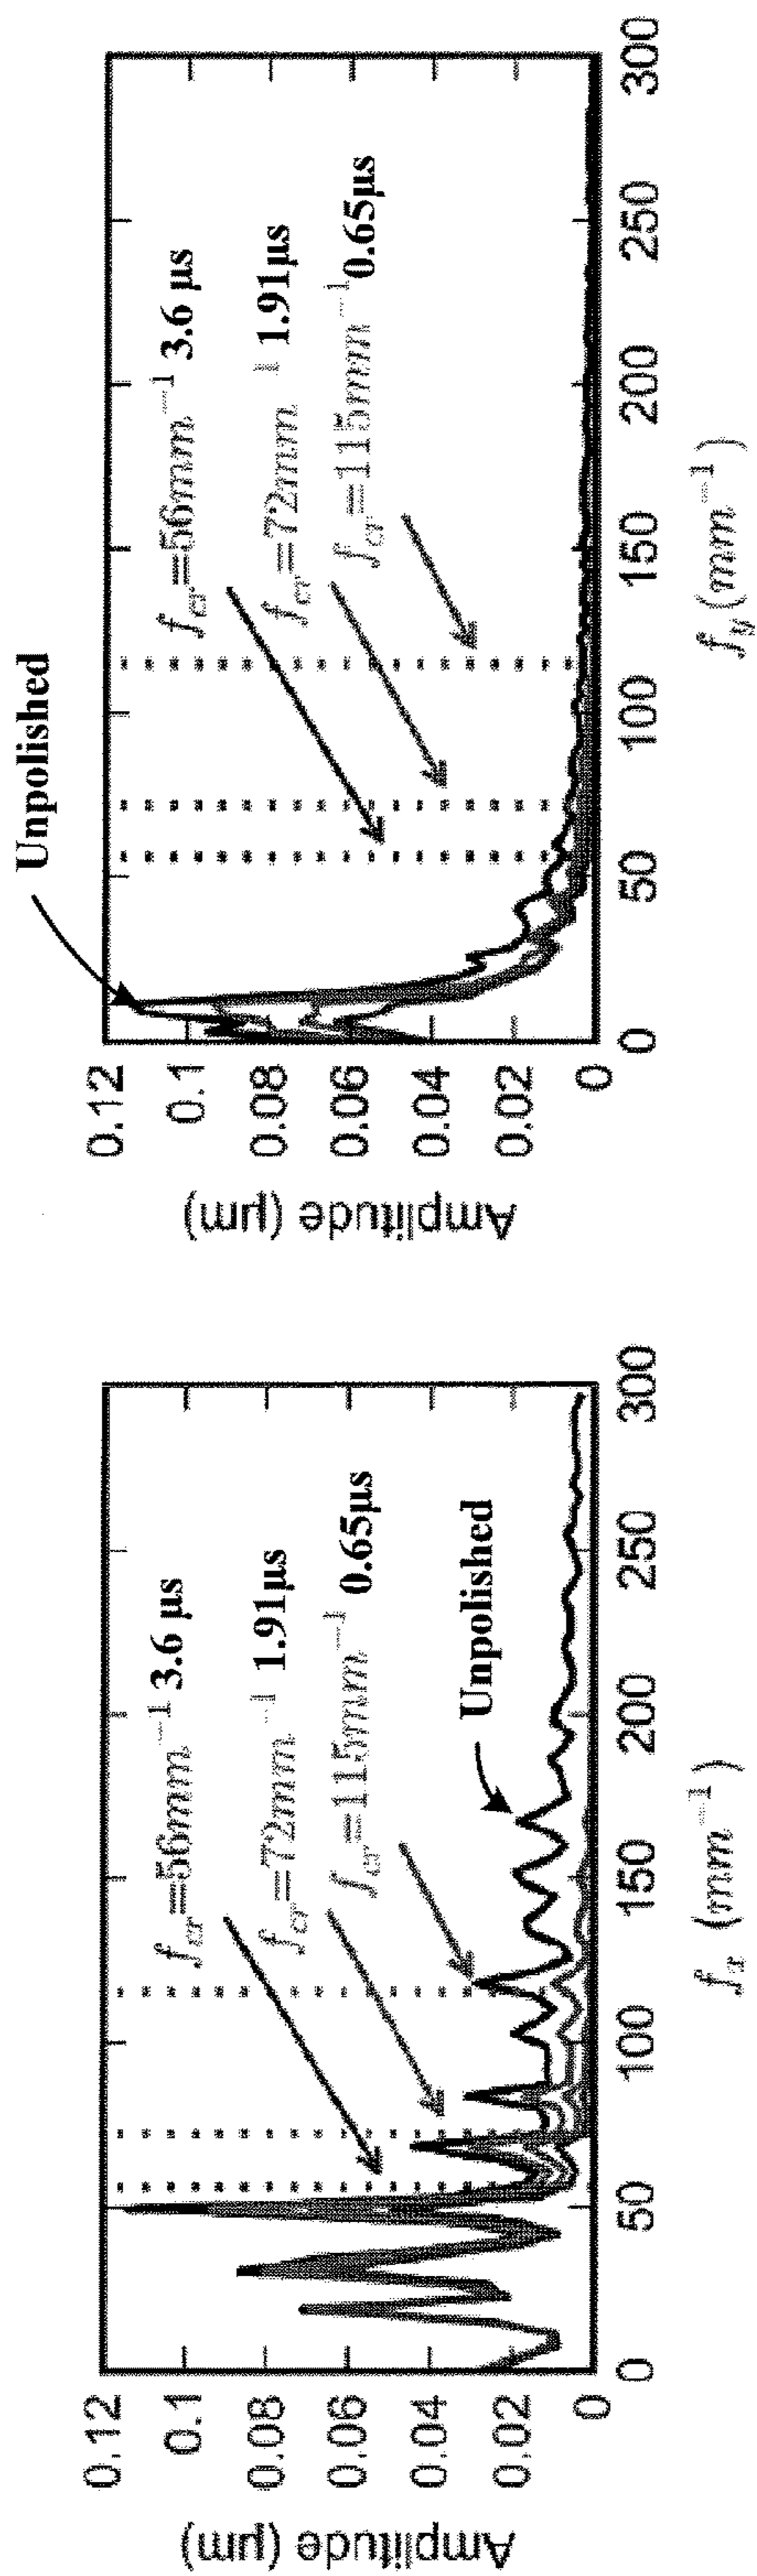 0.12
0.1
0.08
0.06
0.04
0.02
0
Amplitude (µm)
0
50
100
150
200
250
300
f_x (mm⁻¹)
f_cr=56mm⁻¹ 3.6 µs
f_cr=72mm⁻¹ 1.91µs
f_cr=115mm⁻¹ 0.65µs
Unpolished
0.12
0.1
0.08
0.06
0.04
0.02
0
Amplitude (µm)
0
50
100
150
200
250
300
f_y (mm⁻¹)
Unpolished
f_cr=56mm⁻¹ 3.6 µs
f_cr=72mm ¹ 1.91µs
f_cr=115mm⁻¹ 0.65µs